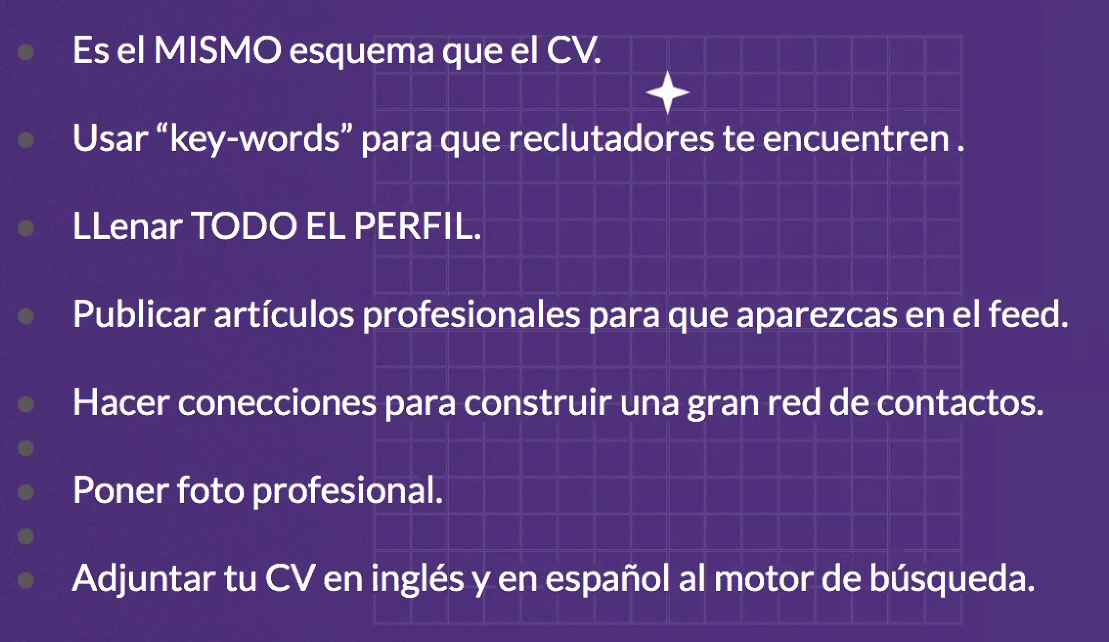 Es el MISMO esquema que el CV.
Usar “key-words” para que reclutadores te encuentren .
LLenar TODO EL PERFIL.
Publicar artículos profesionales para que aparezcas en el feed.
Hacer conecciones para construir una gran red de contactos.
Poner foto profesional.
Adjuntar tu CV en inglés y en español al motor de búsqueda.